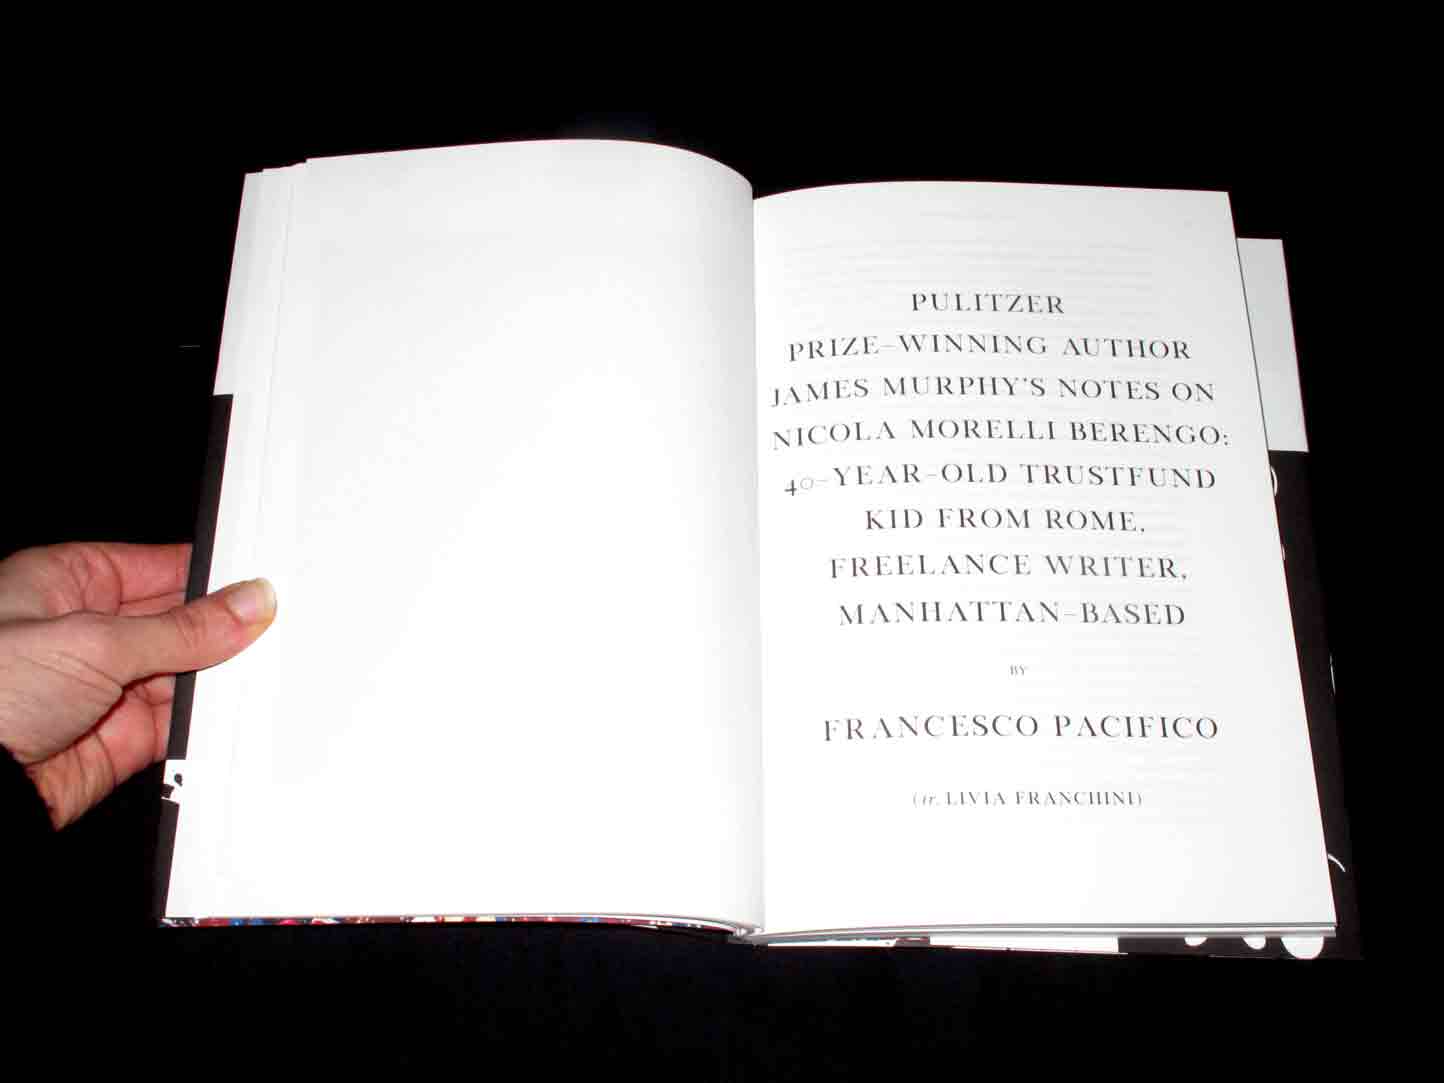 PULITZER
PRIZE–WINNING AUTHOR
JAMES MURPHY'S NOTES ON
NICOLA MORELLI BERENGO:
40–YEAR–OLD TRUSTFUND
KID FROM ROME,
FREELANCE WRITER,
MANHATTAN–BASED
BY
FRANCESCO PACIFICO
(tr. LIVIA FRANCHINI)